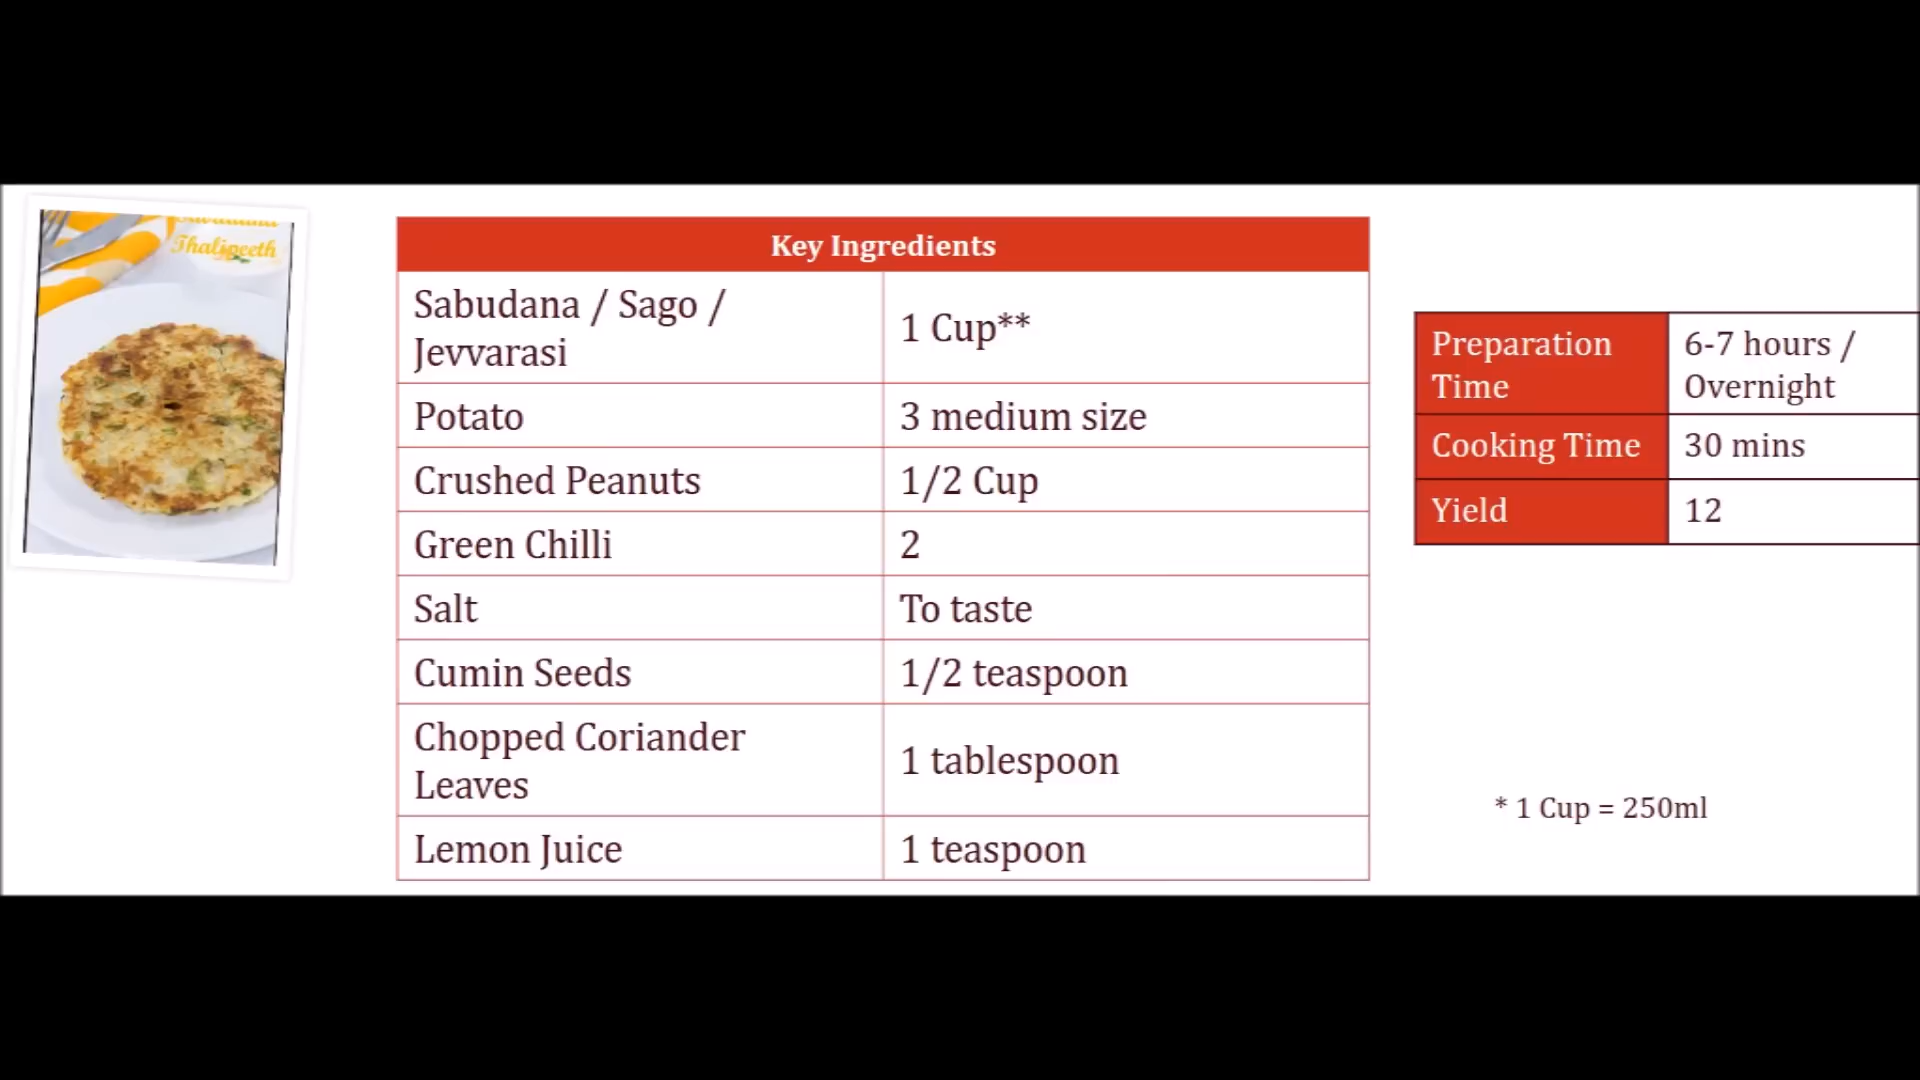 Thalipeeth
Key Ingredients
Sabudana / Sago /
Jevvarasi
1 Cup**
Potato
3 medium size
Crushed Peanuts
1/2 Cup
Green Chilli
2
Salt
To taste
Cumin Seeds
1/2 teaspoon
Chopped Coriander
Leaves
1 tablespoon
Lemon Juice
1 teaspoon
Preparation
Time
6-7 hours /
Overnight
Cooking Time
30 mins
Yield
12
* 1 Cup = 250ml